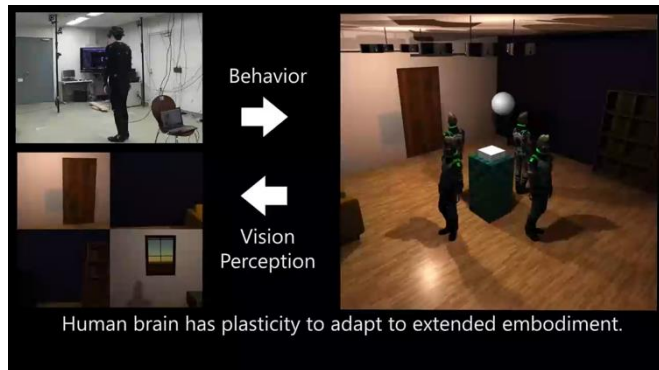 Behavior
Vision
Perception
Human brain has plasticity to adapt to extended embodiment.